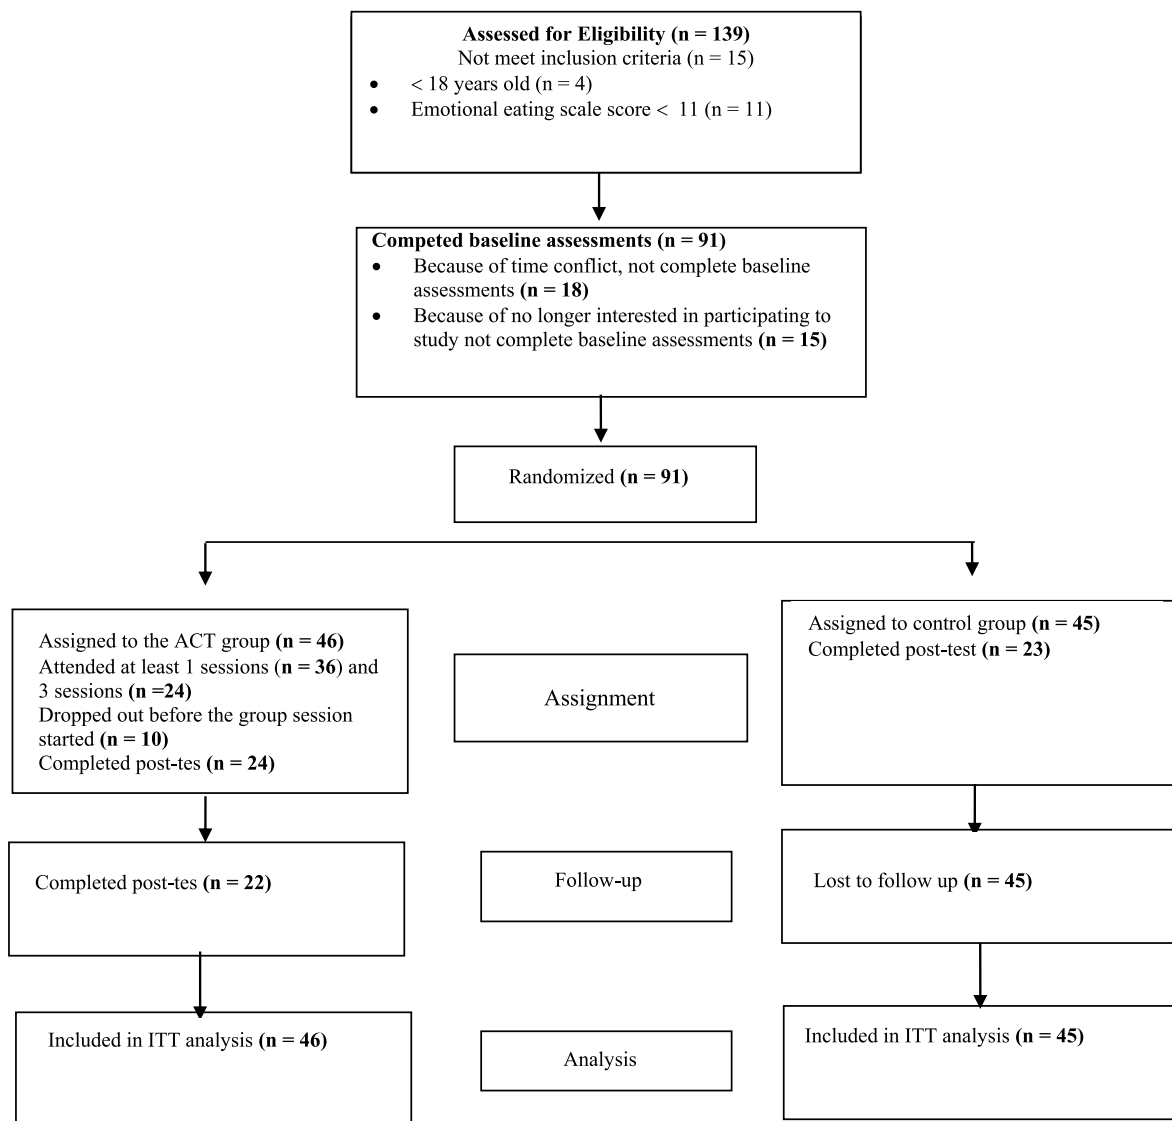 Assessed for Eligibility (n = 139)
Not meet inclusion criteria (n = 15)
• < 18 years old (n = 4)
• Emotional eating scale score < 11 (n = 11)
Competed baseline assessments (n = 91)
• Because of time conflict, not complete baseline
assessments (n = 18)
• Because of no longer interested in participating to
study not complete baseline assessments (n = 15)
Randomized (n = 91)
Assigned to the ACT group (n = 46)
Attended at least 1 sessions (n = 36) and
3 sessions (n =24)
Dropped out before the group session
started (n = 10)
Completed post-tes (n = 24)
Assignment
Assigned to control group (n = 45)
Completed post-test (n = 23)
Completed post-tes (n = 22)
Follow-up
Lost to follow up (n = 45)
Included in ITT analysis (n = 46)
Analysis
Included in ITT analysis (n = 45)